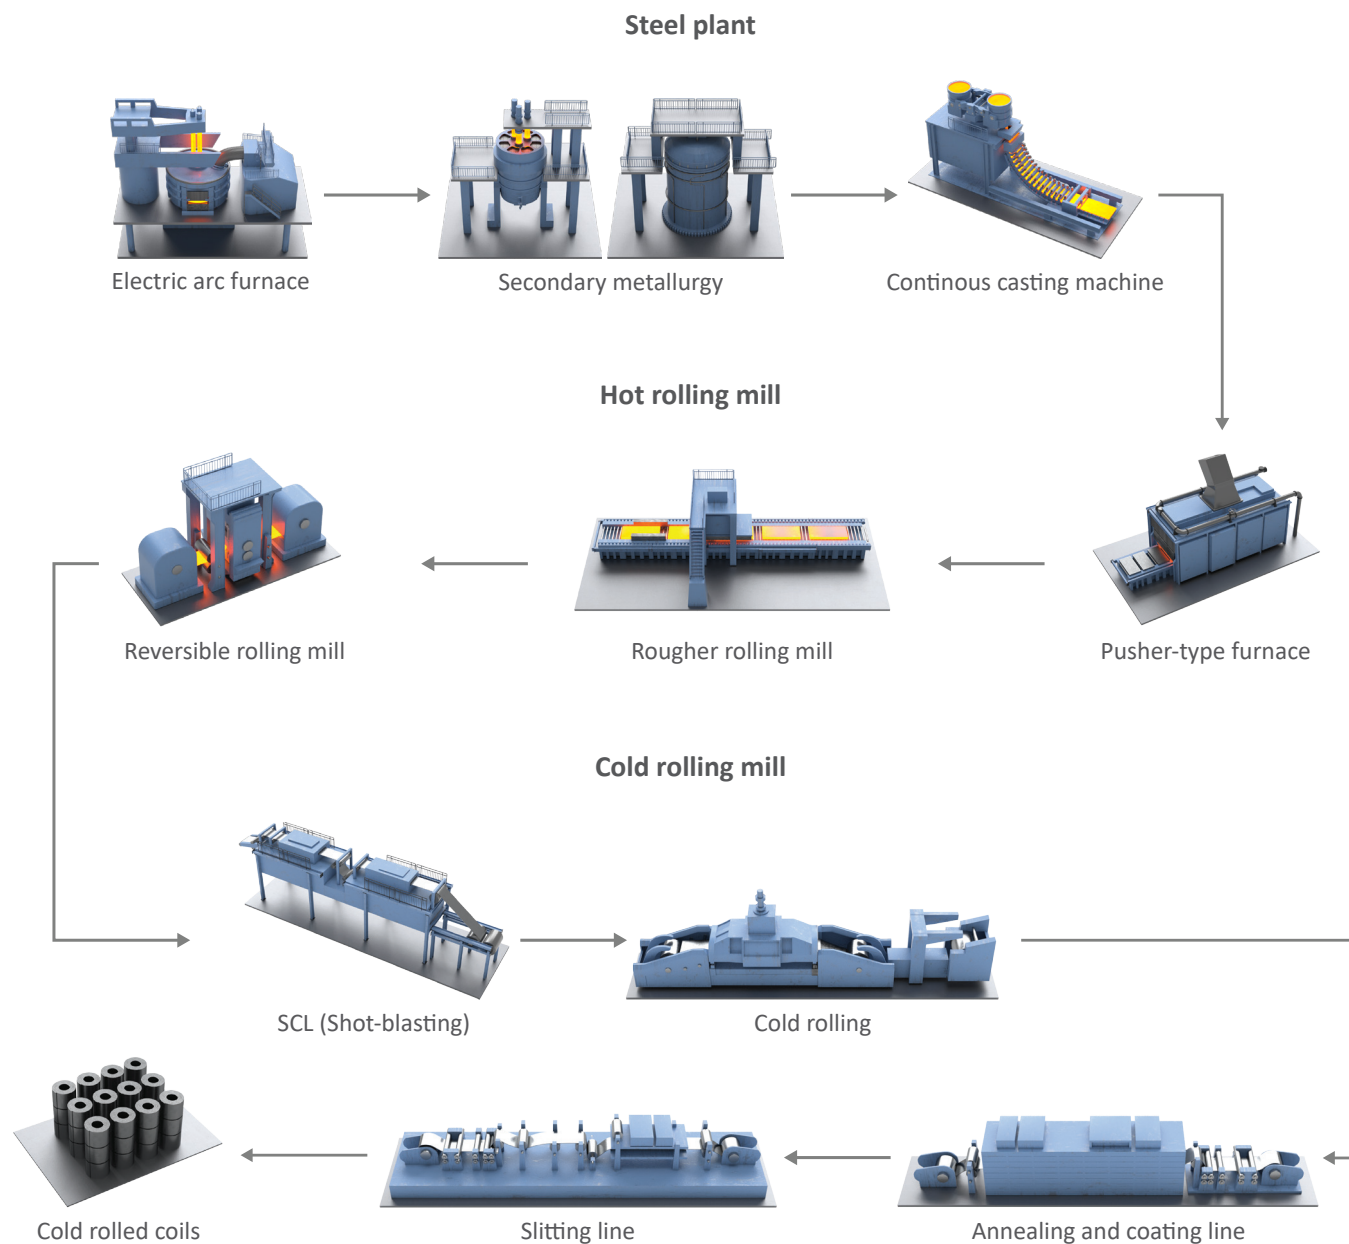 Steel plant
Electric arc furnace
Secondary metallurgy
Continous casting machine
Hot rolling mill
Reversible rolling mill
Rougher rolling mill
Pusher-type furnace
Cold rolling mill
SCL (Shot-blasting)
Cold rolling
Cold rolled coils
Slitting line
Annealing and coating line